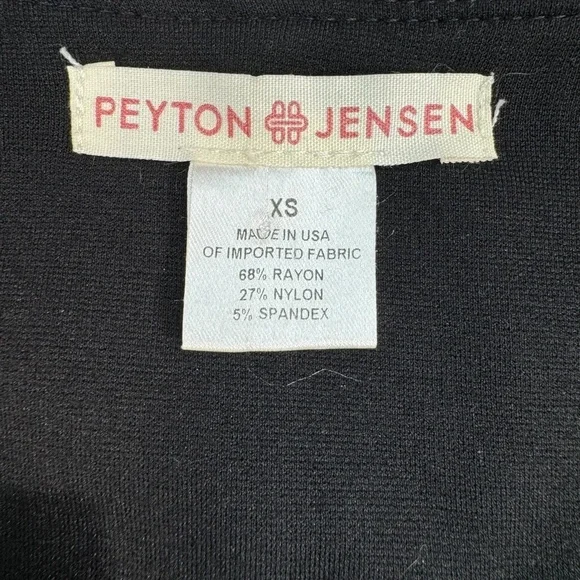 PEYTON JENSEN
XS
MADE IN USA
OF IMPORTED FABRIC
68% RAYON
27% NYLON
5% SPANDEX